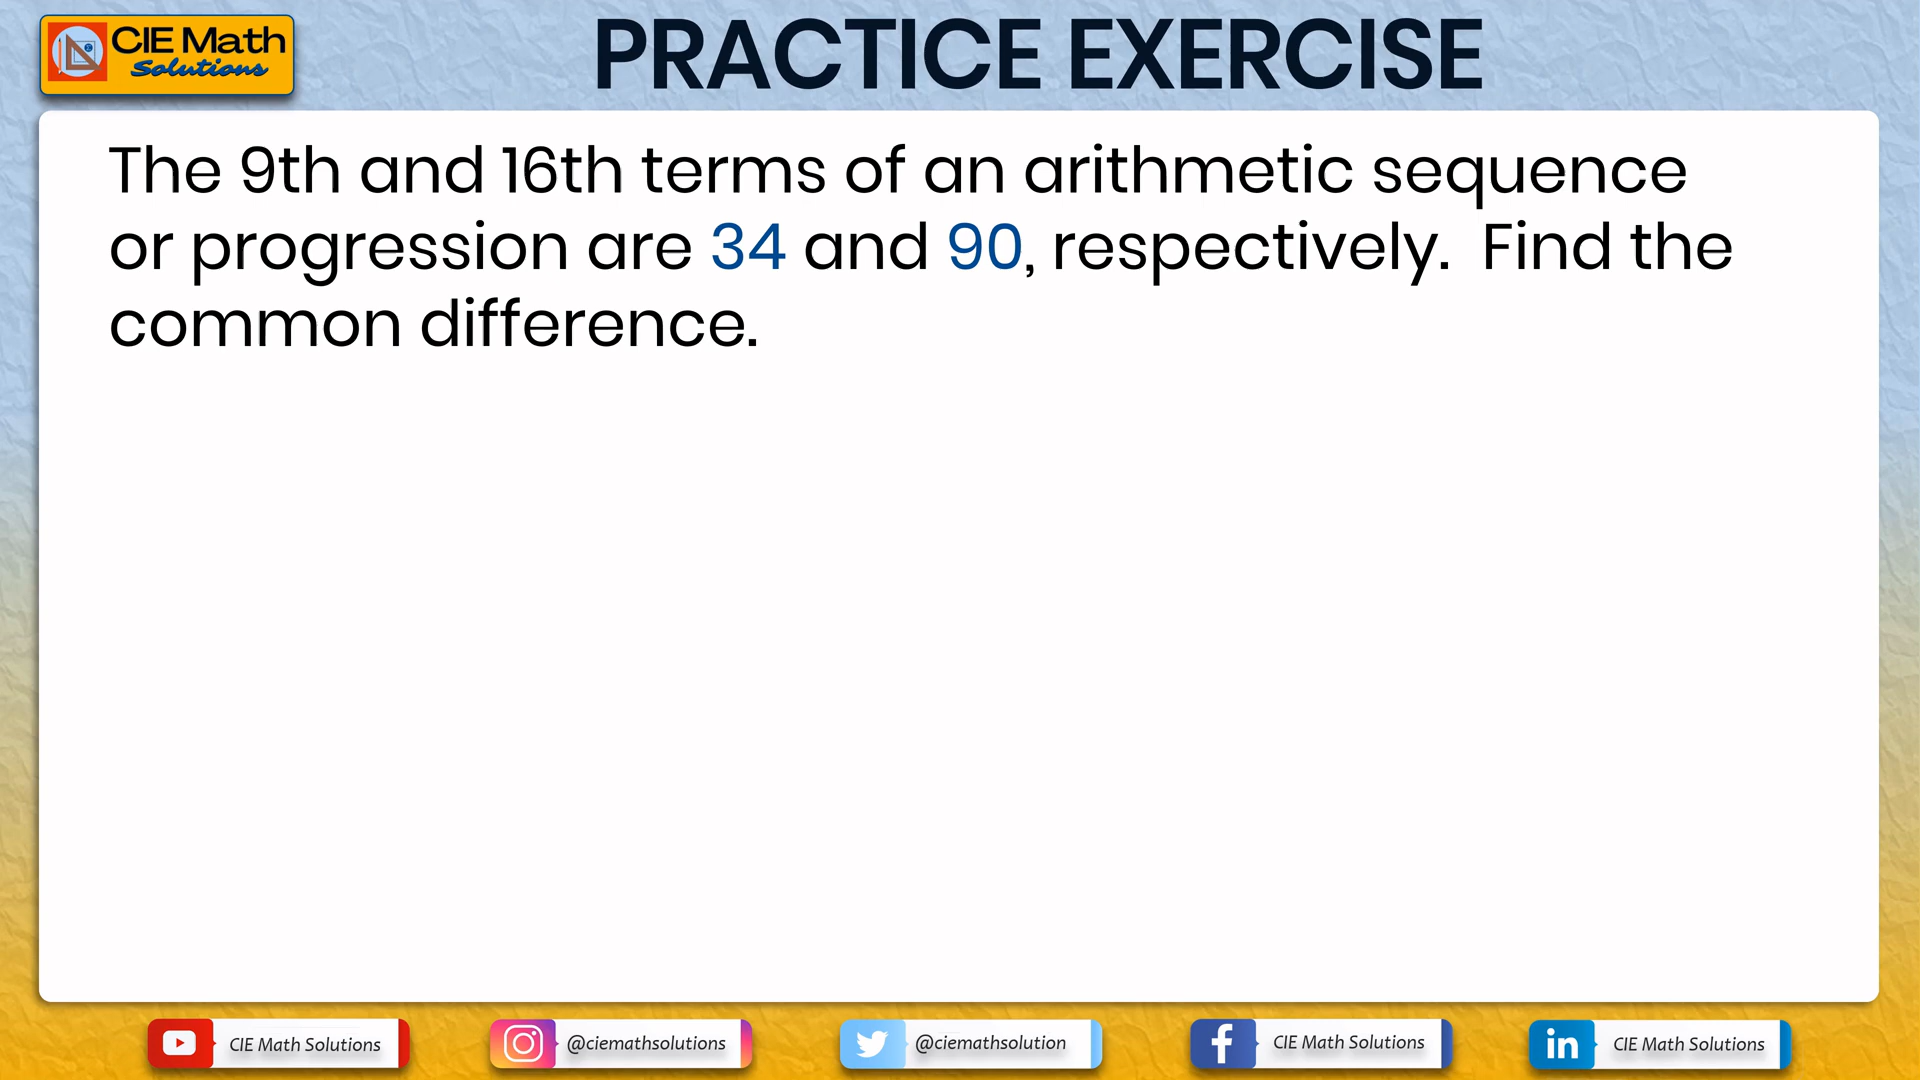 CIE Math
Solutions
PRACTICE EXERCISE
The 9th and 16th terms of an arithmetic sequence
or progression are 34 and 90, respectively.  Find the
common difference.
CIE Math Solutions
@ciemathsolutions
@ciemathsolution
CIE Math Solutions
in
CIE Math Solutions